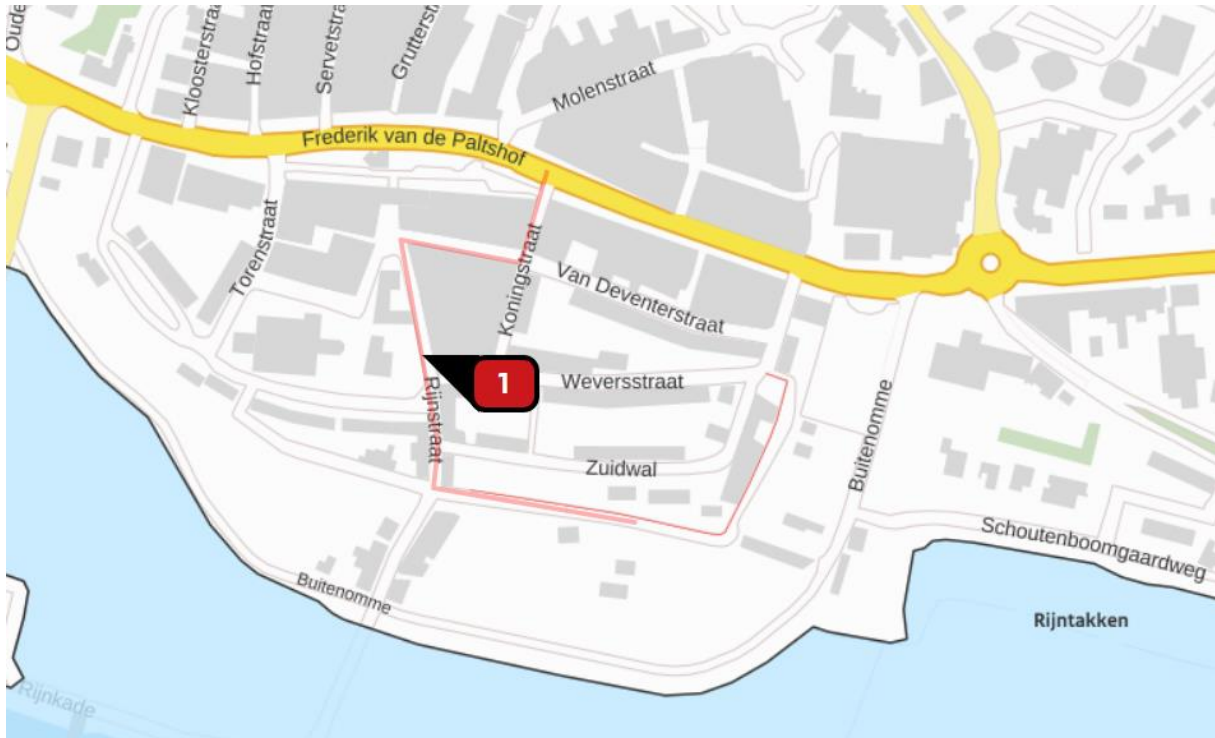 Oude
Kloosterstraat
Hofstraat
Servetstra
Grutterst
Molenstraat
Frederik van de Paltshof
Torenstraat
Koningstraat
Van Deventerstraat
1
Weversstraat
Rijnstraat
Zuidwal
Buitenomme
Schoutenboomgaardweg
Buitenomme
Rijntakken
Rijnkade